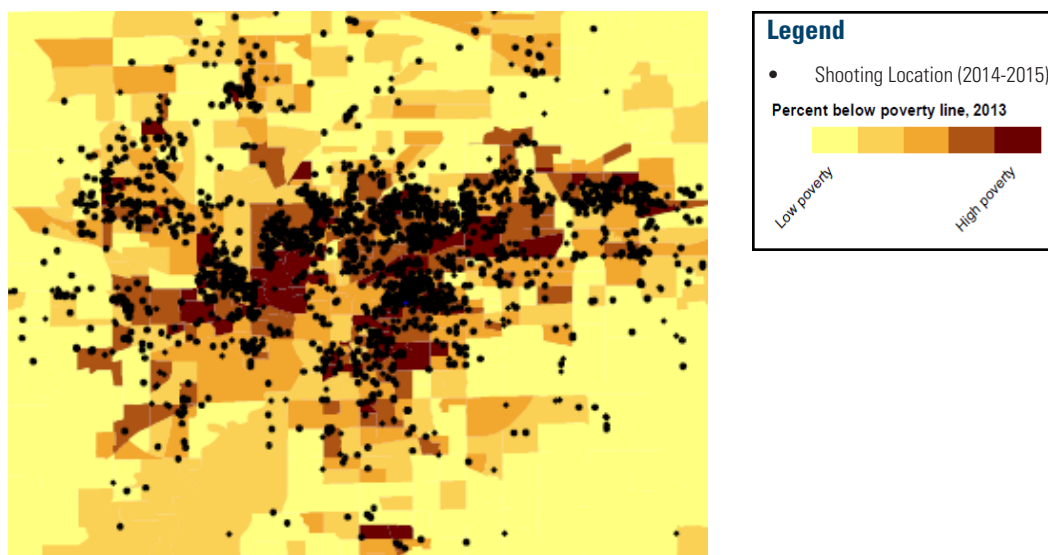 Legend
Shooting Location (2014-2015)
Percent below poverty line, 2013
Low poverty
High poverty